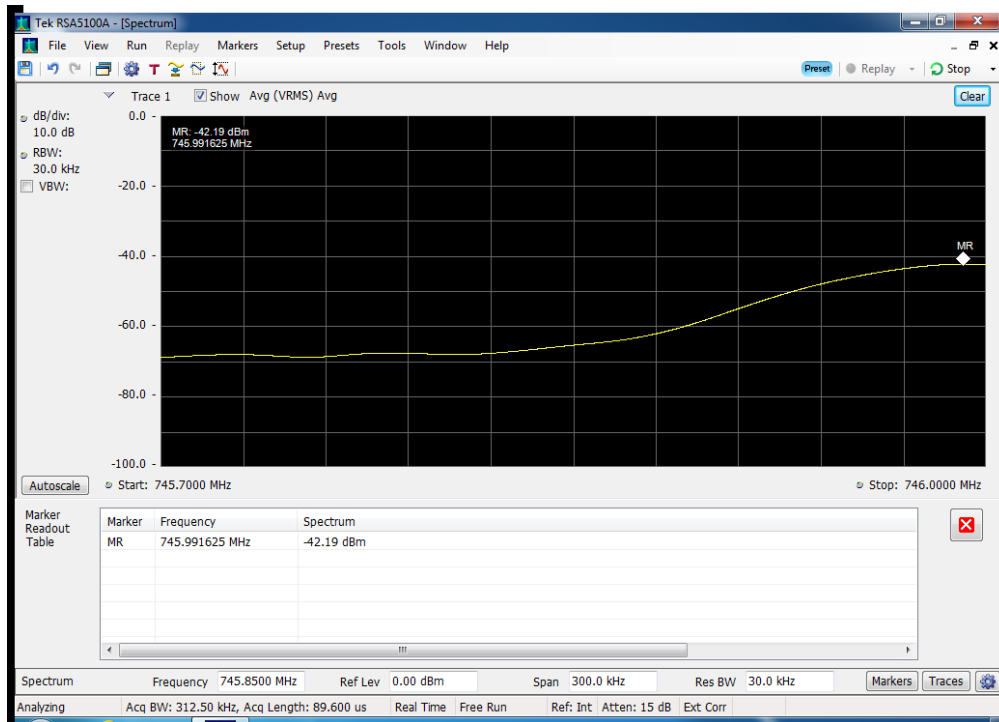 Tek RSA5100A - [Spectrum]
File View Run Replay Markers Setup Presets Tools Window Help
T Preset Replay Stop
Trace 1 Show Avg (VRMS) Avg Clear
dB/div:
10.0 dB
RBW:
30.0 kHz
VBW:
0.0
-20.0
-40.0
-60.0
-80.0
-100.0
MR: -42.19 dBm
745.991625 MHz
MR
Autoscale Start: 745.7000 MHz Stop: 746.0000 MHz
Marker
Readout
Table
Marker Frequency Spectrum
MR 745.991625 MHz -42.19 dBm
Spectrum Frequency 745.8500 MHz Ref Lev 0.00 dBm Span 300.0 kHz Res BW 30.0 kHz Markers Traces
Analyzing Acq BW: 312.50 kHz, Acq Length: 89.600 us Real Time Free Run Ref: Int Atten: 15 dB Ext Corr